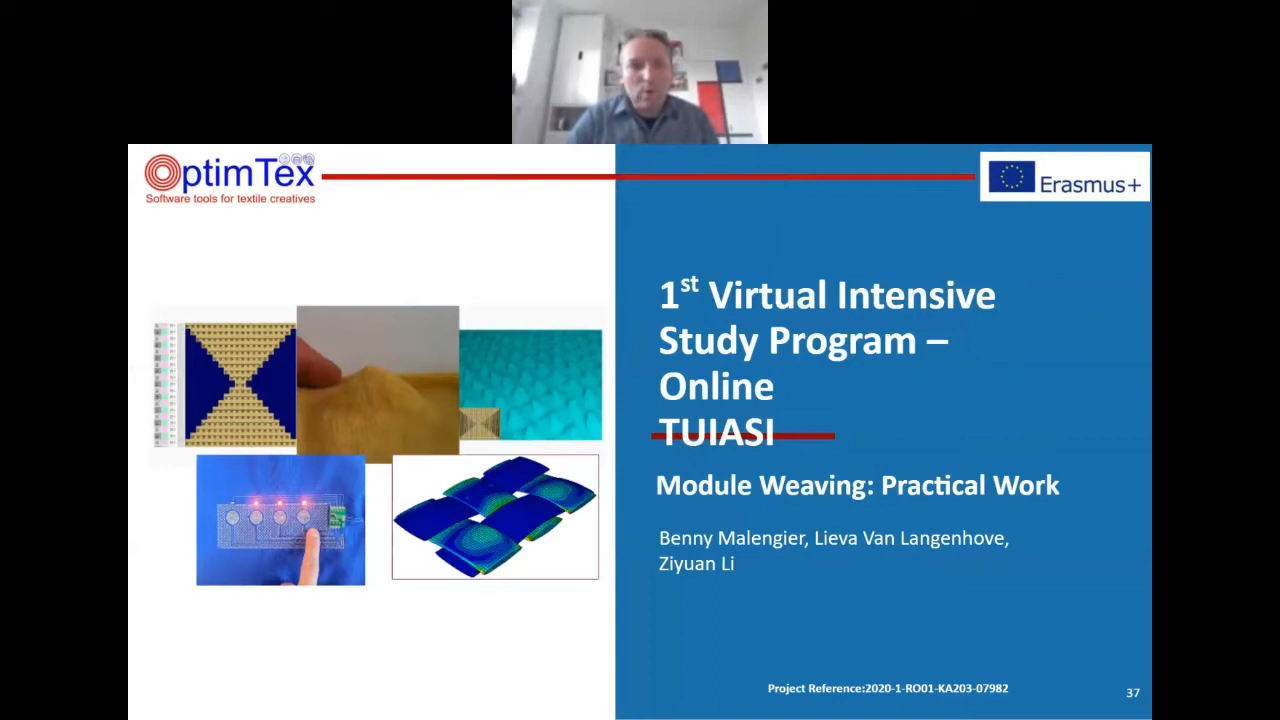 OptimTex
Software tools for textile creatives
Erasmus+
1st Virtual Intensive
Study Program –
Online
TUIASI
Module Weaving: Practical Work
Benny Malengier, Lieva Van Langenhove,
Ziyuan Li
Project Reference:2020-1-RO01-KA203-07982
37